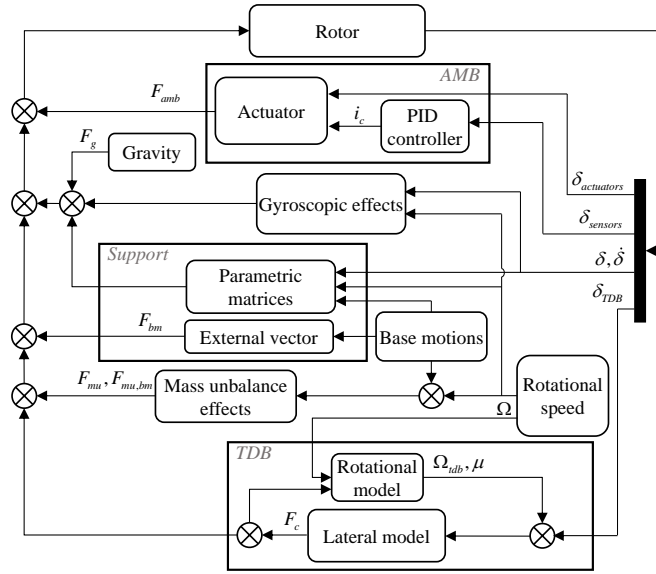 Rotor
AMB
F_amb
Actuator
i_c
PID
controller
F_g
Gravity
δ_actuators
δ_sensors
Gyroscopic effects
δ, δ̇
Support
Parametric
matrices
δ_TDB
F_bm
External vector
Base motions
F_mu, F_mu,bm
Mass unbalance
effects
Ω
Rotational
speed
TDB
Rotational
model
Ω_tdb, μ
F_c
Lateral model